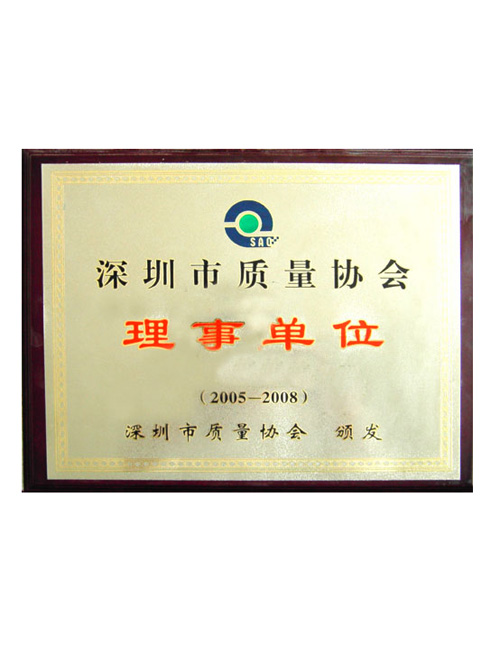 SAQ
深圳市质量协会
理事单位
（2005—2008）
深圳市质量协会 颁发